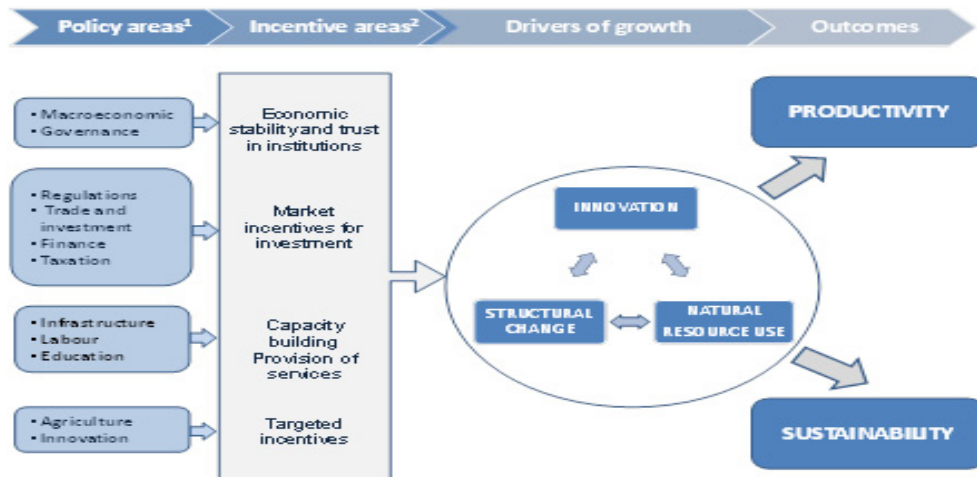 Policy areas¹
Incentive areas²
Drivers of growth
Outcomes
• Macroeconomic
• Governance
• Regulations
• Trade and
investment
• Finance
• Taxation
• Infrastructure
• Labour
• Education
• Agriculture
• Innovation
Economic
stability and trust
in institutions
Market
incentives for
investment
Capacity
building
Provision of
services
Targeted
incentives
INNOVATION
STRUCTURAL
CHANGE
NATURAL
RESOURCE USE
PRODUCTIVITY
SUSTAINABILITY